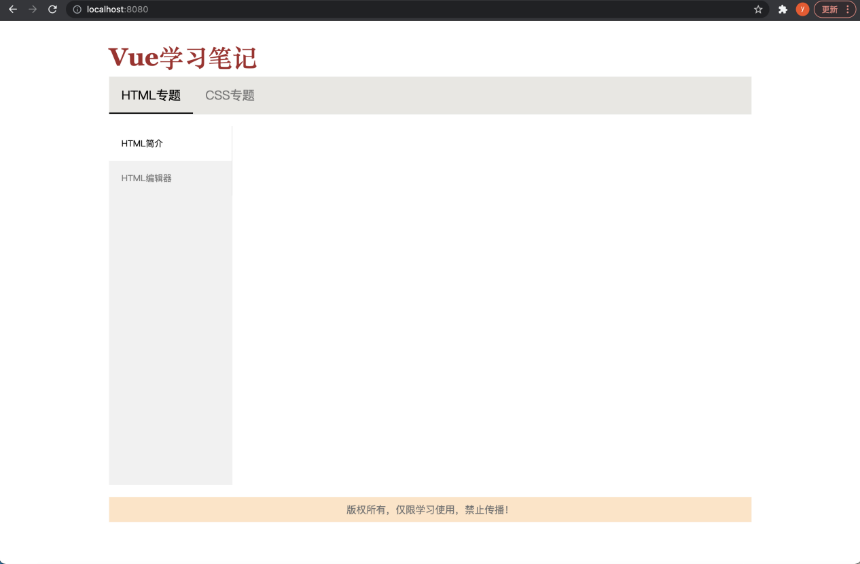 localhost:8080
y
更新
Vue学习笔记
HTML专题 CSS专题
HTML简介
HTML编辑器
版权所有，仅限学习使用，禁止传播！